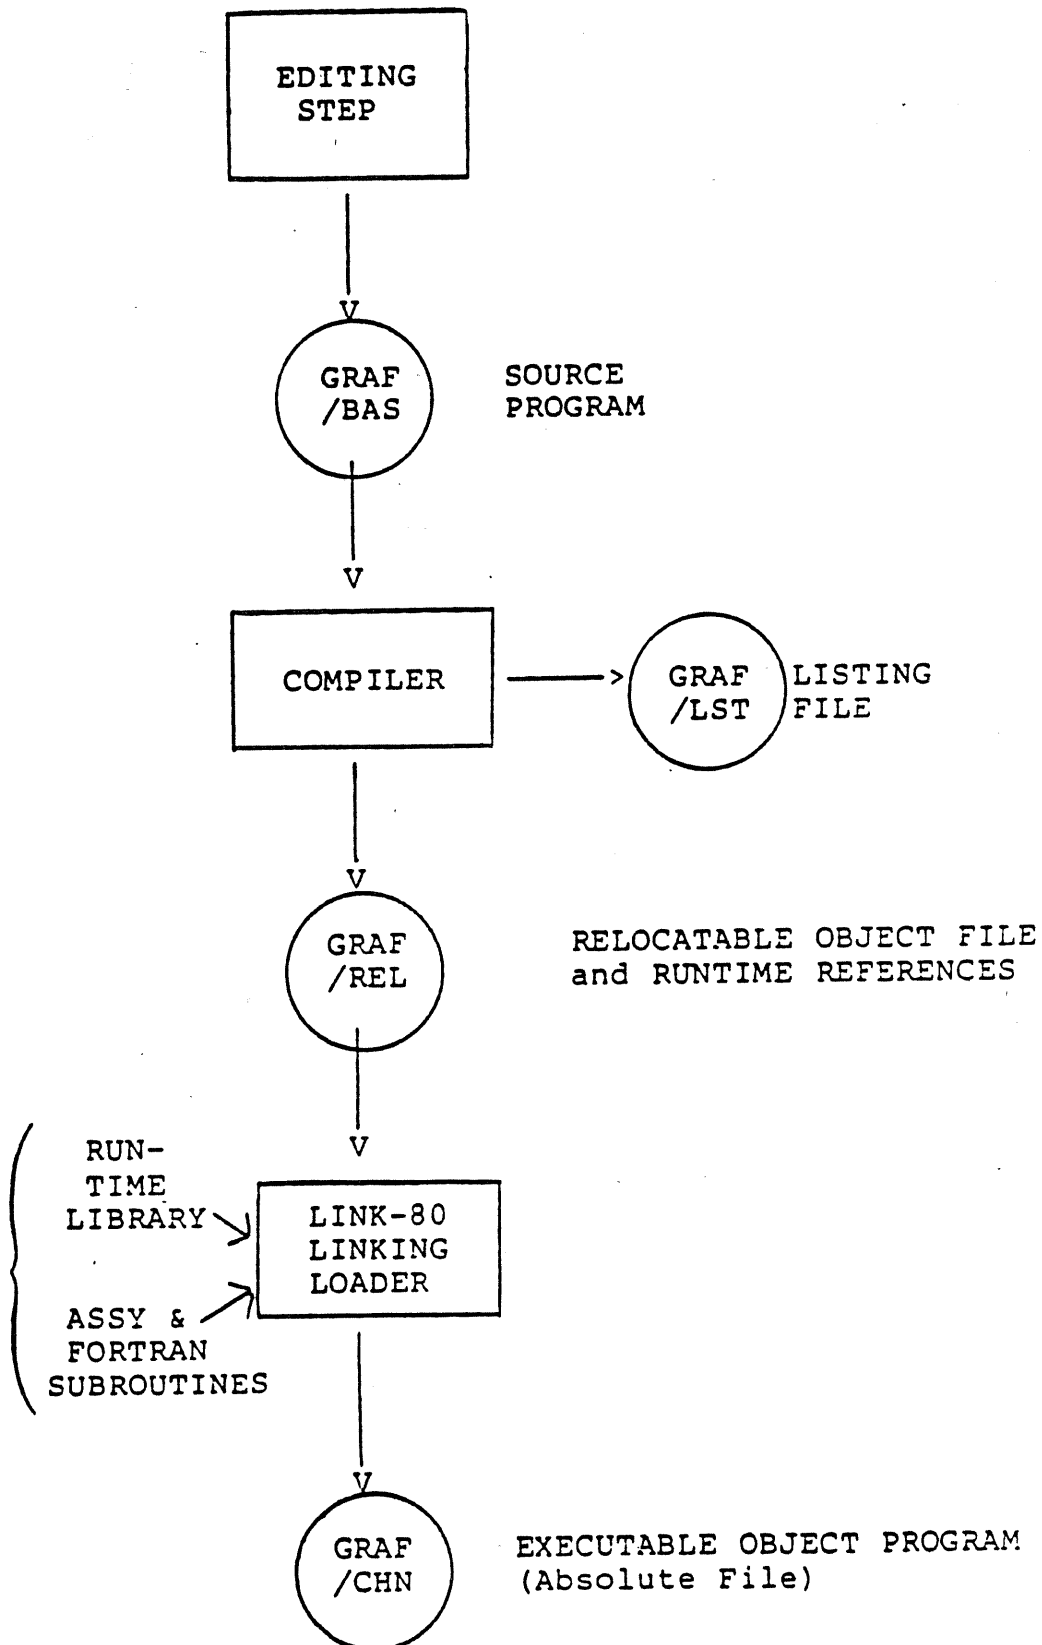 EDITING
STEP
GRAF
/BAS
SOURCE
PROGRAM
COMPILER
GRAF
/LST
LISTING
FILE
GRAF
/REL
RELOCATABLE OBJECT FILE
and RUNTIME REFERENCES
RUN-
TIME
LIBRARY
LINK-80
LINKING
LOADER
ASSY &
FORTRAN
SUBROUTINES
GRAF
/CHN
EXECUTABLE OBJECT PROGRAM
(Absolute File)